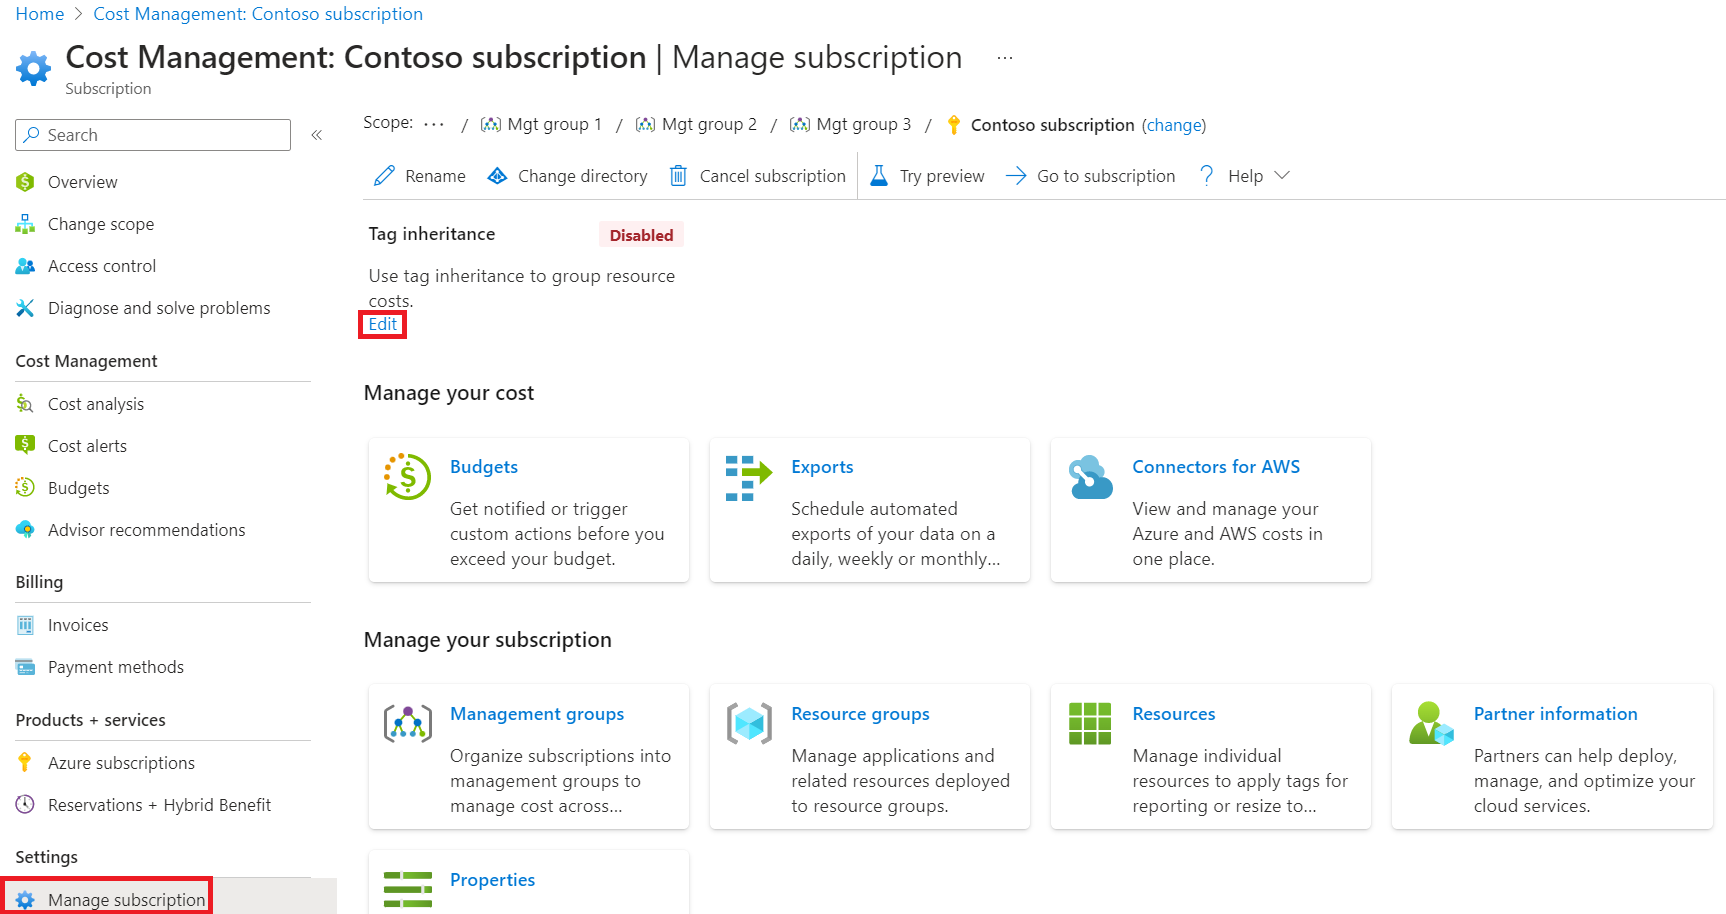 Home > Cost Management: Contoso subscription
Cost Management: Contoso subscription | Manage subscription ...
Subscription
Search «
Overview
Change scope
Access control
Diagnose and solve problems
Cost Management
Cost analysis
Cost alerts
Budgets
Advisor recommendations
Billing
Invoices
Payment methods
Products + services
Azure subscriptions
Reservations + Hybrid Benefit
Settings
Manage subscription
Scope: ... / Mgt group 1 / Mgt group 2 / Mgt group 3 / Contoso subscription (change)
Rename Change directory Cancel subscription Try preview Go to subscription ? Help
Tag inheritance Disabled
Use tag inheritance to group resource
costs.
Edit
Manage your cost
Budgets
Get notified or trigger
custom actions before you
exceed your budget.
Exports
Schedule automated
exports of your data on a
daily, weekly or monthly...
Connectors for AWS
View and manage your
Azure and AWS costs in
one place.
Manage your subscription
Management groups
Organize subscriptions into
management groups to
manage cost across...
Resource groups
Manage applications and
related resources deployed
to resource groups.
Resources
Manage individual
resources to apply tags for
reporting or resize to...
Partner information
Partners can help deploy,
manage, and optimize your
cloud services.
Properties